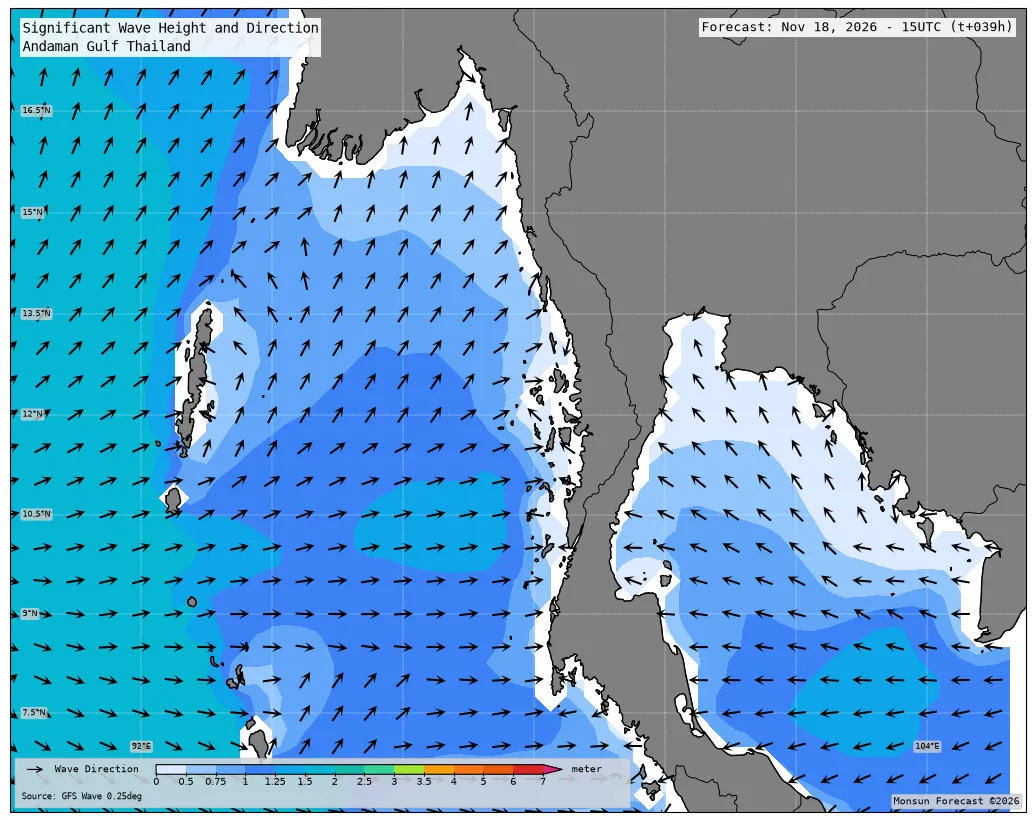 Significant Wave Height and Direction
Andaman Gulf Thailand
Forecast: Nov 18, 2026 - 15UTC (t+039h)
16.5°N
15°N
13.5°N
12°N
10.5°N
9°N
7.5°N
92°E
104°E
Wave Direction
0.5 0.75 1 1.25 1.5 2 2.5 3 3.5 4 5 6 7
meter
Source: GFS Wave 0.25deg
Monsun Forecast ©2026